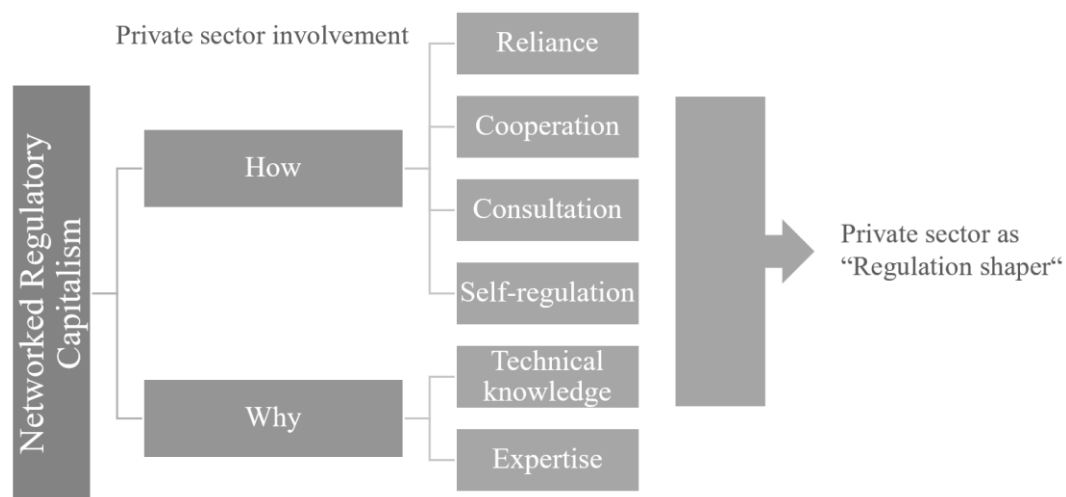 Private sector involvement
Networked Regulatory
Capitalism
How
Why
Reliance
Cooperation
Consultation
Self-regulation
Technical
knowledge
Expertise
Private sector as
“Regulation shaper“